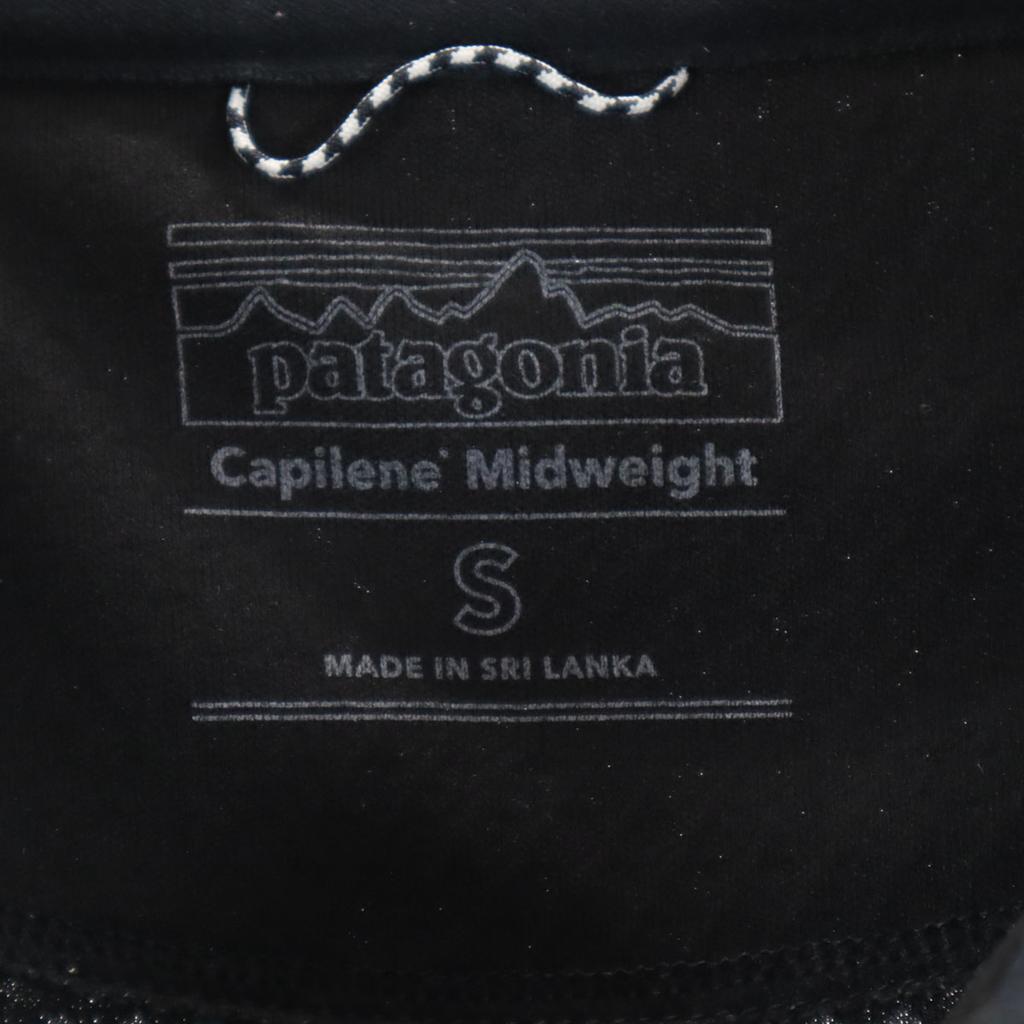 patagonia
Capilene® Midweight
S
MADE IN SRI LANKA